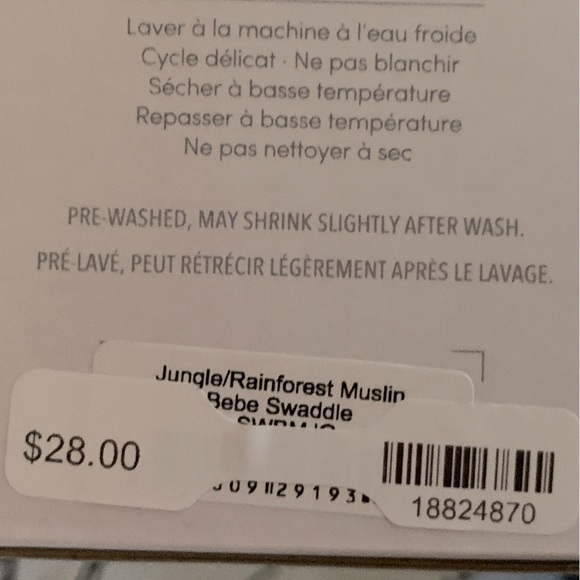 Laver à la machine à l'eau froide
Cycle délicat · Ne pas blanchir
Sécher à basse température
Repasser à basse température
Ne pas nettoyer à sec
PRE-WASHED, MAY SHRINK SLIGHTLY AFTER WASH.
PRÉ-LAVÉ, PEUT RÉTRÉCIR LÉGÈREMENT APRÈS LE LAVAGE.
Jungle/Rainforest Muslin
Bebe Swaddle
$28.00
18824870